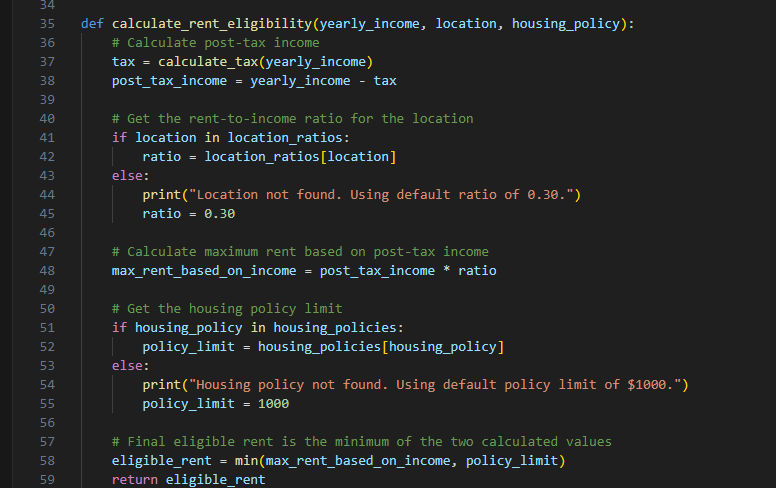 34
35 def calculate_rent_eligibility(yearly_income, location, housing_policy):
36     # Calculate post-tax income
37     tax = calculate_tax(yearly_income)
38     post_tax_income = yearly_income - tax
39
40     # Get the rent-to-income ratio for the location
41     if location in location_ratios:
42         ratio = location_ratios[location]
43     else:
44         print("Location not found. Using default ratio of 0.30.")
45         ratio = 0.30
46
47     # Calculate maximum rent based on post-tax income
48     max_rent_based_on_income = post_tax_income * ratio
49
50     # Get the housing policy limit
51     if housing_policy in housing_policies:
52         policy_limit = housing_policies[housing_policy]
53     else:
54         print("Housing policy not found. Using default policy limit of $1000.")
55         policy_limit = 1000
56
57     # Final eligible rent is the minimum of the two calculated values
58     eligible_rent = min(max_rent_based_on_income, policy_limit)
59     return eligible_rent